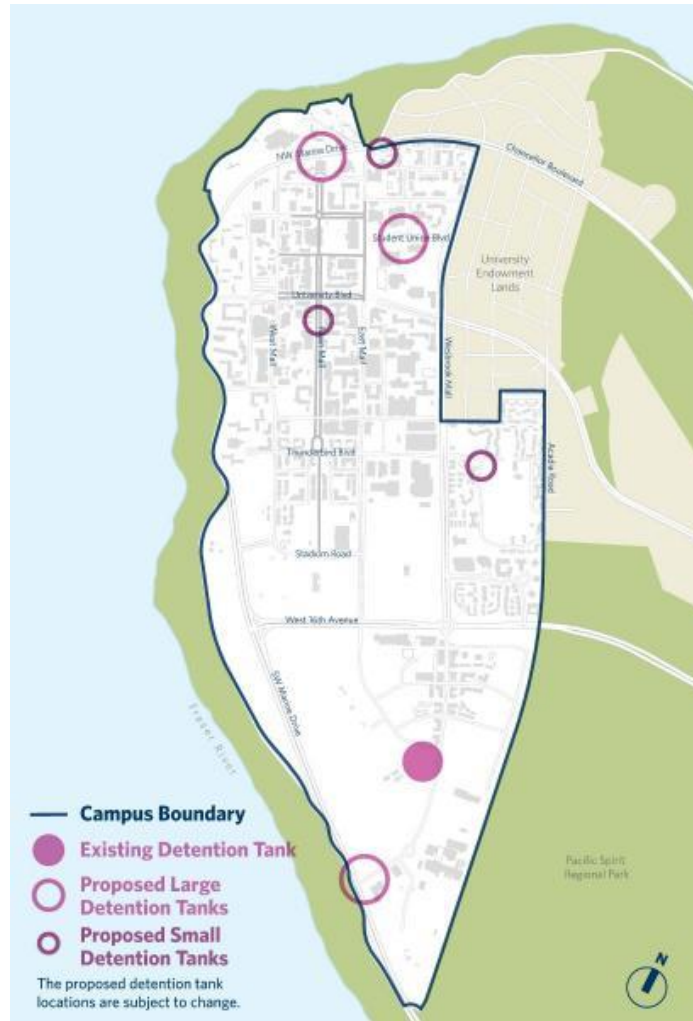 NW Marine Drive
Chancellor Boulevard
Student Union Blvd
University
Endowment
Lands
University Blvd
West Mall
Main Mall
East Mall
Wesbrook Mall
Thunderbird Blvd
Acadia Road
Stadium Road
West 16th Avenue
SW Marine Drive
Fraser River
Campus Boundary
Existing Detention Tank
Proposed Large
Detention Tanks
Proposed Small
Detention Tanks
The proposed detention tank
locations are subject to change.
Pacific Spirit
Regional Park
N